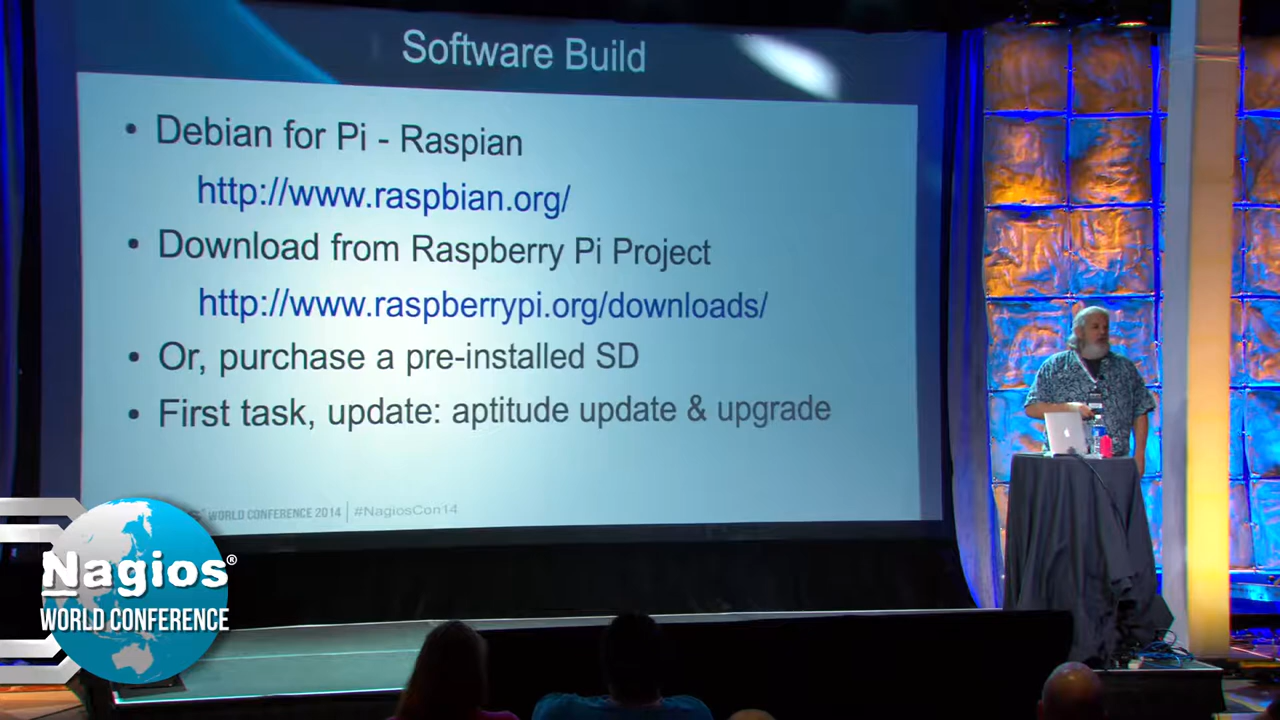 Software Build
• Debian for Pi - Raspian
http://www.raspbian.org/
• Download from Raspberry Pi Project
http://www.raspberrypi.org/downloads/
• Or, purchase a pre-installed SD
• First task, update: aptitude update & upgrade
WORLD CONFERENCE 2014 | #NagiosCon14
Nagios®
WORLD CONFERENCE